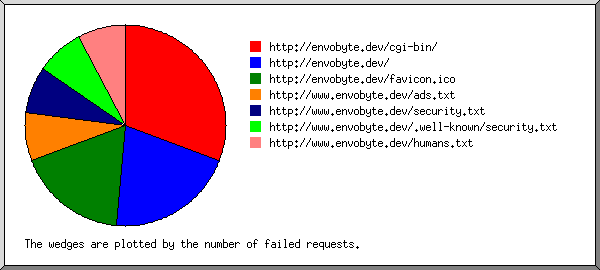 http://envobyte.dev/cgi-bin/
http://envobyte.dev/
http://envobyte.dev/favicon.ico
http://www.envobyte.dev/ads.txt
http://www.envobyte.dev/security.txt
http://www.envobyte.dev/.well-known/security.txt
http://www.envobyte.dev/humans.txt
The wedges are plotted by the number of failed requests.